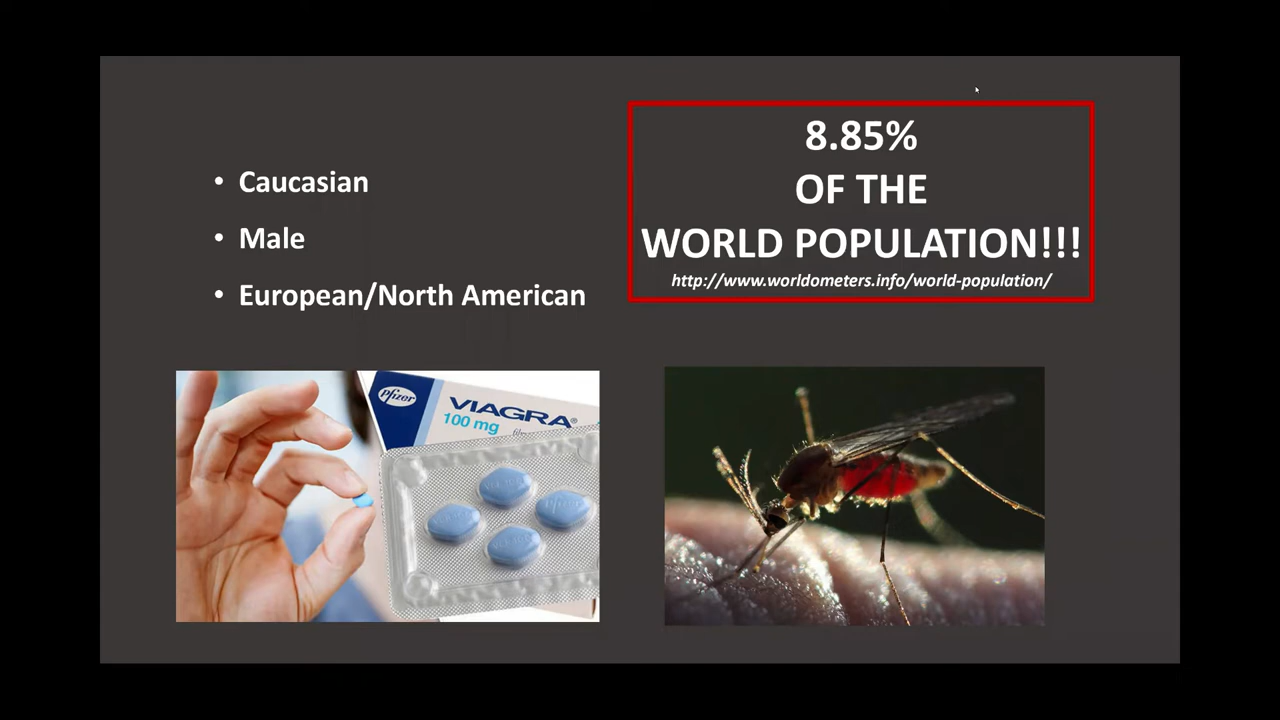 • Caucasian
• Male
• European/North American
8.85%
OF THE
WORLD POPULATION!!!
http://www.worldometers.info/world-population/
Pfizer
VIAGRA®
100 mg